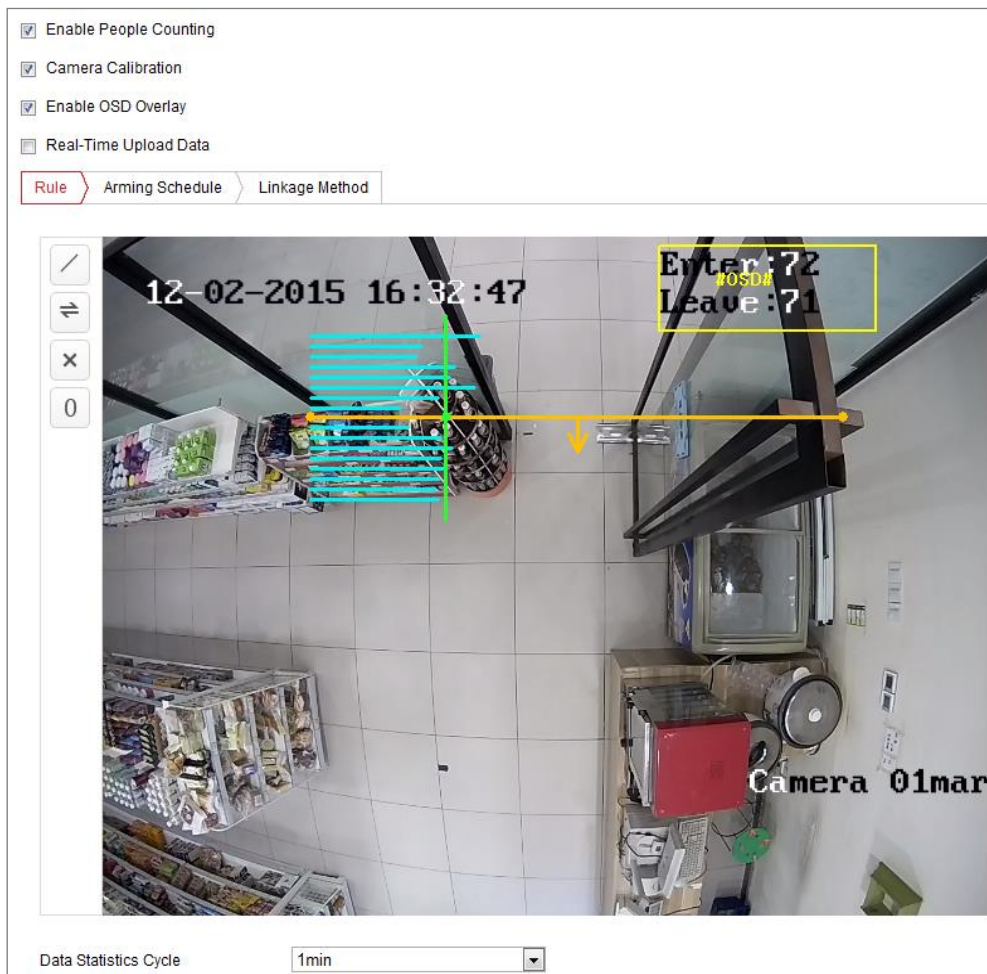 Enable People Counting
Camera Calibration
Enable OSD Overlay
Real-Time Upload Data
Rule Arming Schedule Linkage Method
12-02-2015 16:32:47
Enter:72
#OSD#
Leave:71
0
Camera 01mar
Data Statistics Cycle 1min